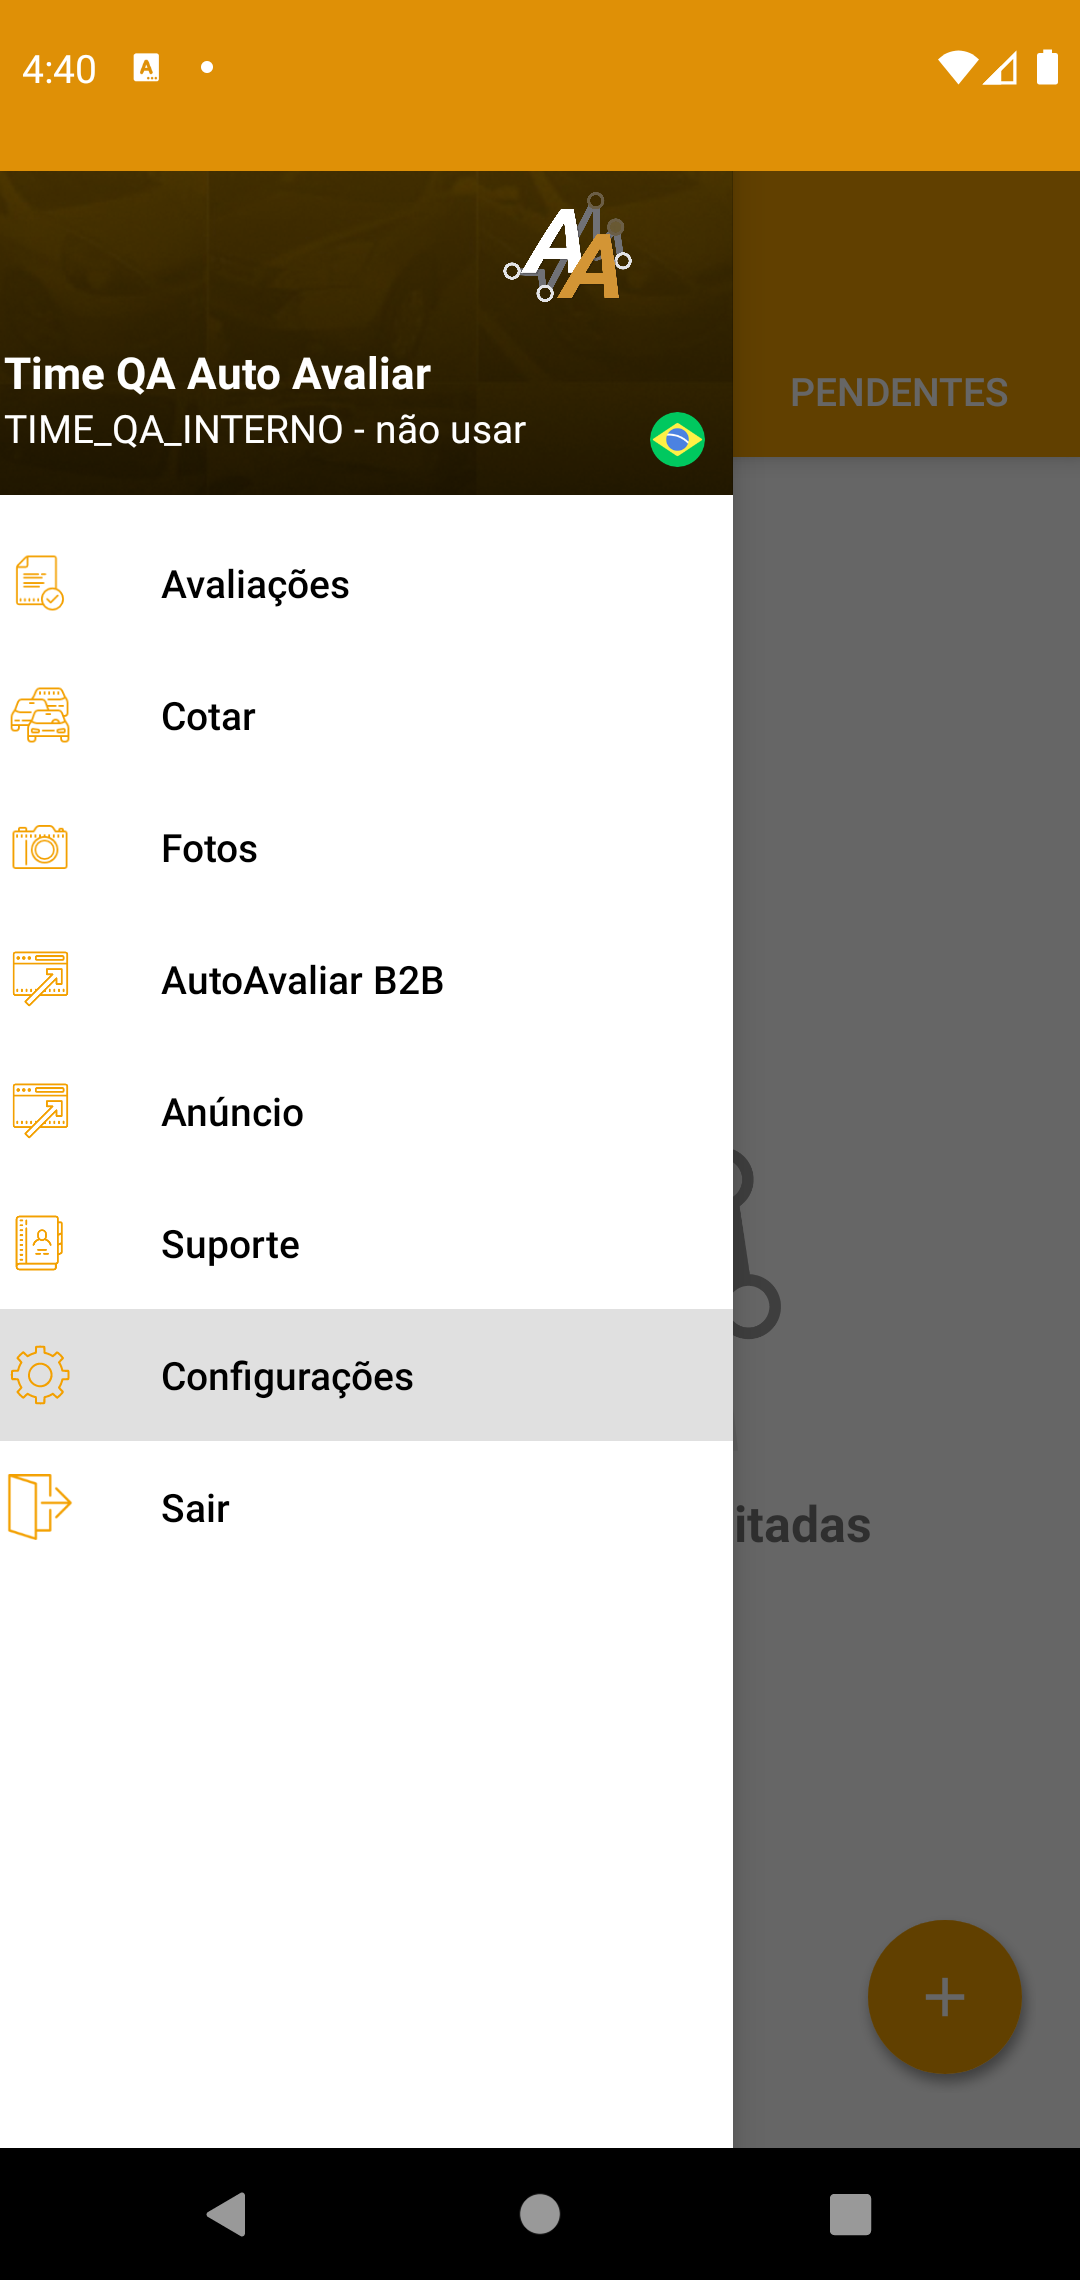 4:40
AA
Time QA Auto Avaliar
TIME_QA_INTERNO - não usar
PENDENTES
Avaliações
Cotar
Fotos
AutoAvaliar B2B
Anúncio
Suporte
Configurações
Sair
itadas